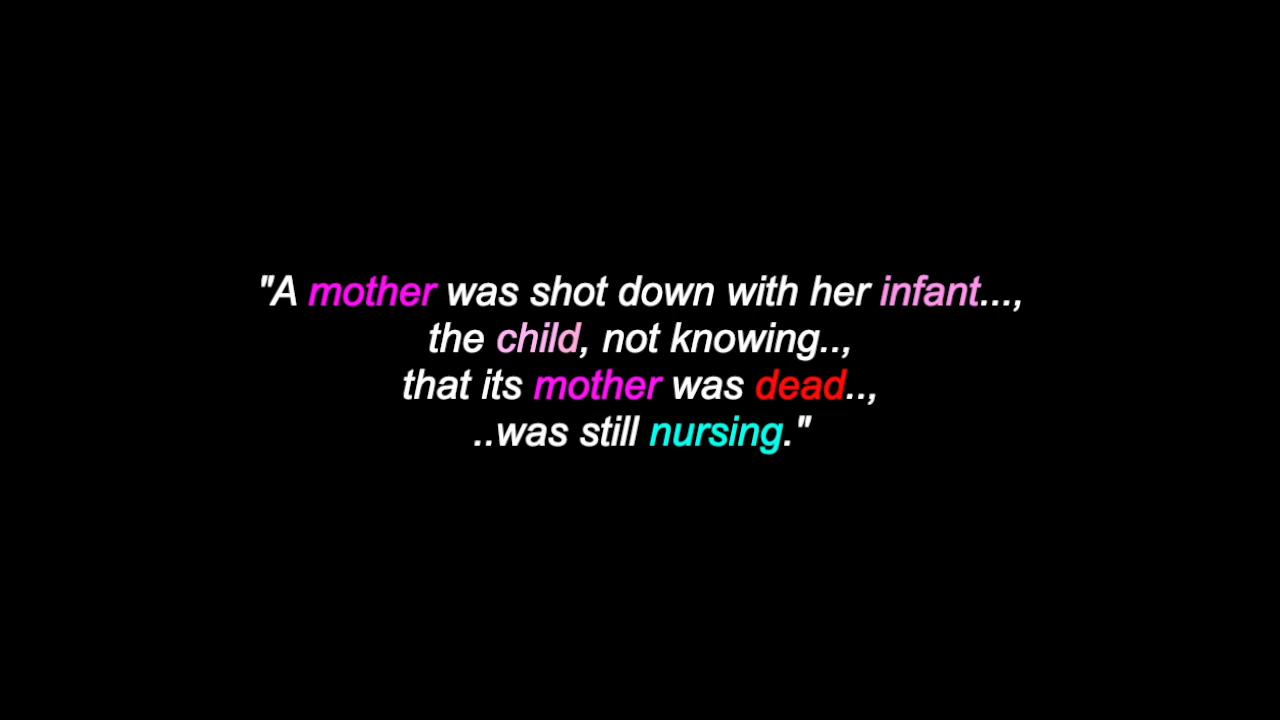 "A mother was shot down with her infant...,
the child, not knowing..,
that its mother was dead..,
..was still nursing."